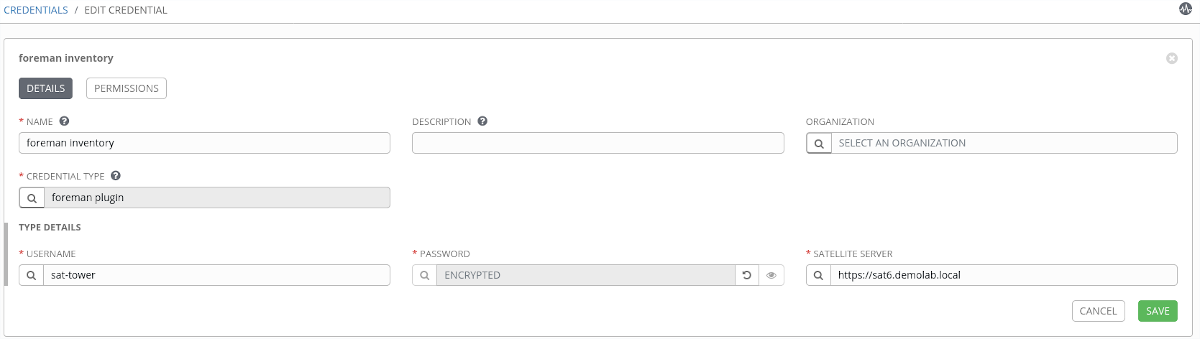 CREDENTIALS / EDIT CREDENTIAL
foreman inventory
DETAILS PERMISSIONS
* NAME ? DESCRIPTION ? ORGANIZATION
foreman inventory SELECT AN ORGANIZATION
* CREDENTIAL TYPE ?
foreman plugin
TYPE DETAILS
* USERNAME * PASSWORD * SATELLITE SERVER
sat-tower ENCRYPTED https://sat6.demolab.local
CANCEL SAVE